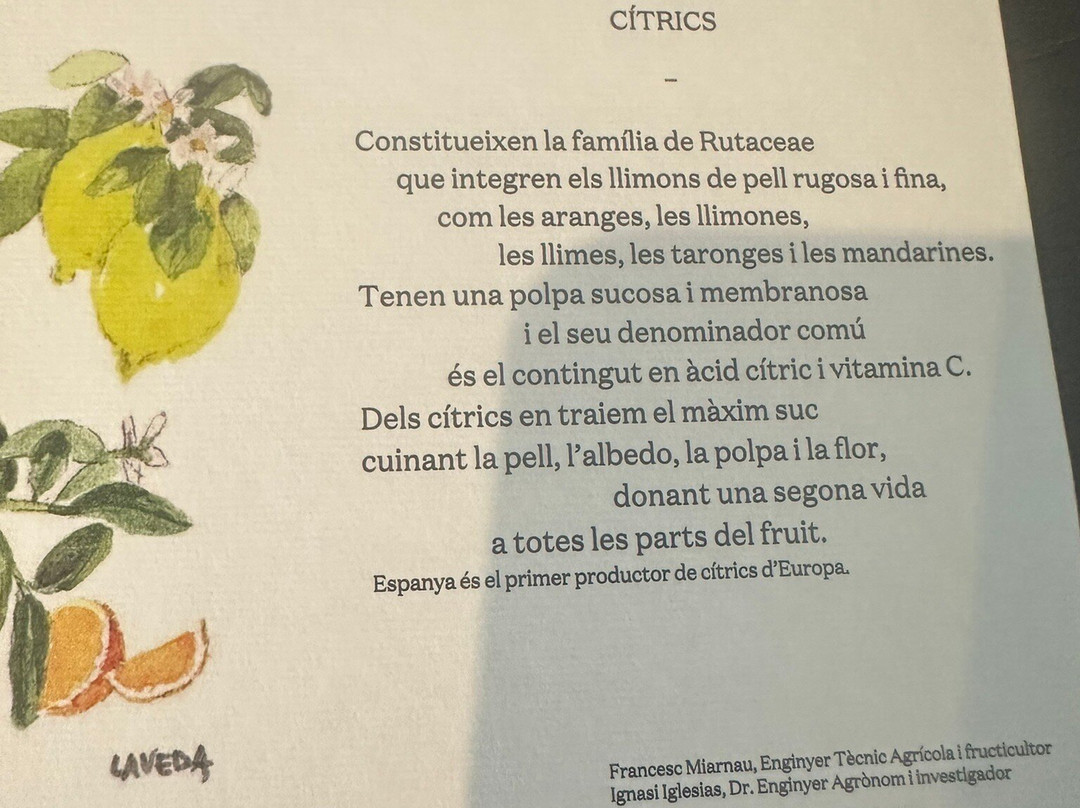 CÍTRICS
–
Constitueixen la família de Rutaceae
que integren els llimons de pell rugosa i fina,
com les aranges, les llimones,
les llimes, les taronges i les mandarines.
Tenen una polpa sucosa i membranosa
i el seu denominador comú
és el contingut en àcid cítric i vitamina C.
Dels cítrics en traiem el màxim suc
cuinant la pell, l’albedo, la polpa i la flor,
donant una segona vida
a totes les parts del fruit.
Espanya és el primer productor de cítrics d’Europa.
LAVEDA
Francesc Miarnau, Enginyer Tècnic Agrícola i fructicultor
Ignasi Iglesias, Dr. Enginyer Agrònom i investigador